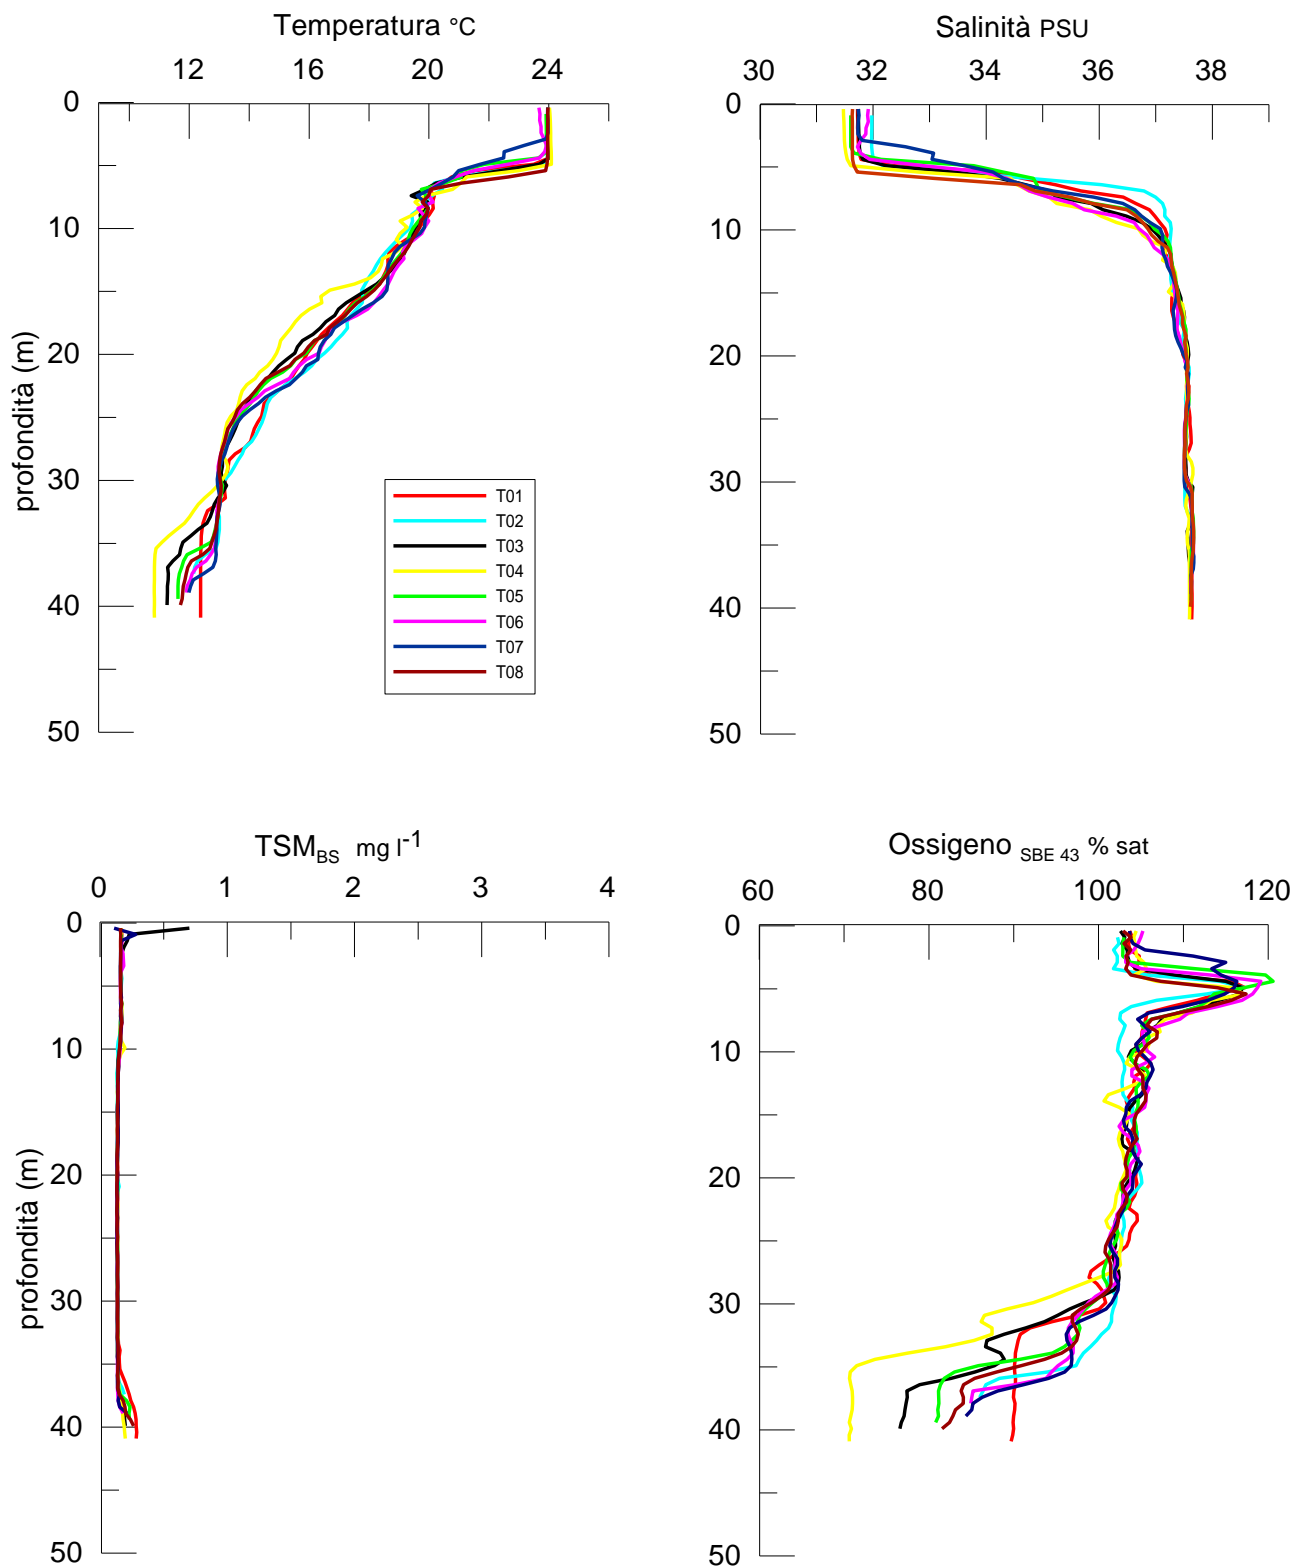 Temperatura °C
12 16 20 24
0
10
20
30
40
50
profondità (m)
T01
T02
T03
T04
T05
T06
T07
T08
Salinità PSU
30 32 34 36 38
0
10
20
30
40
50
TSM_BS mg l^-1
0 1 2 3 4
0
10
20
30
40
50
profondità (m)
Ossigeno SBE 43 % sat
60 80 100 120
0
10
20
30
40
50